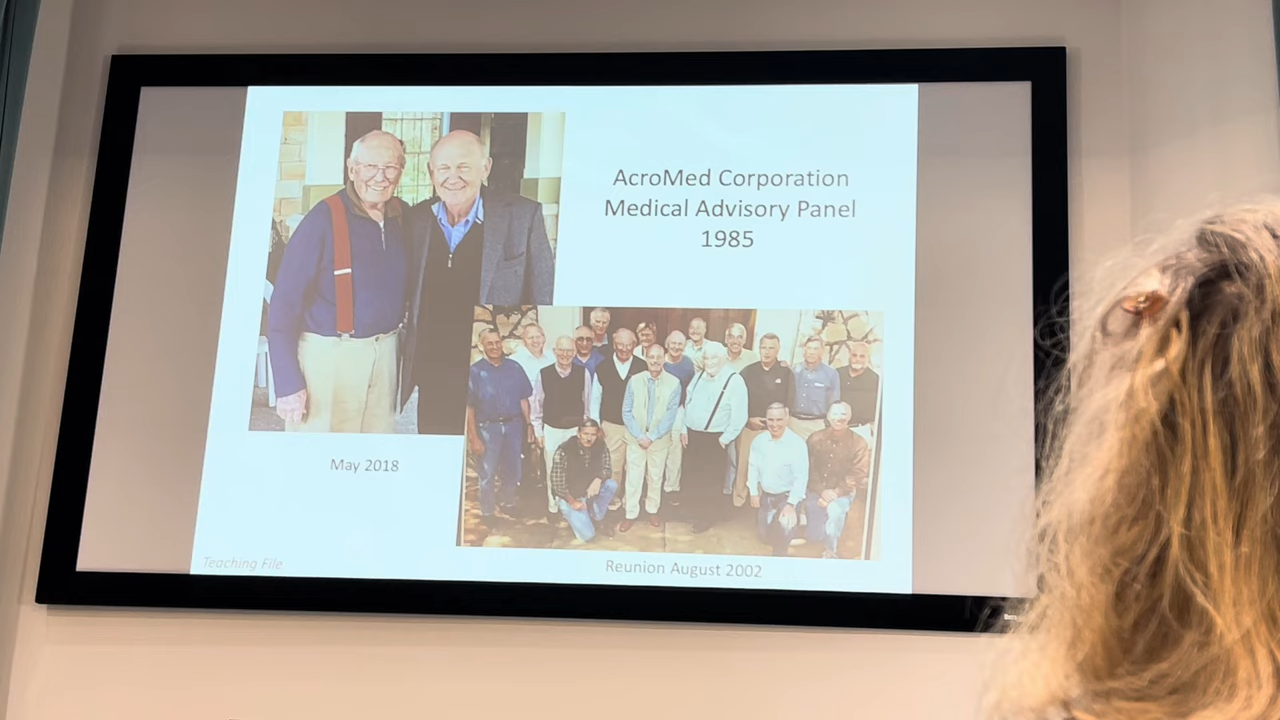 AcroMed Corporation
Medical Advisory Panel
1985
May 2018
Reunion August 2002
Teaching File